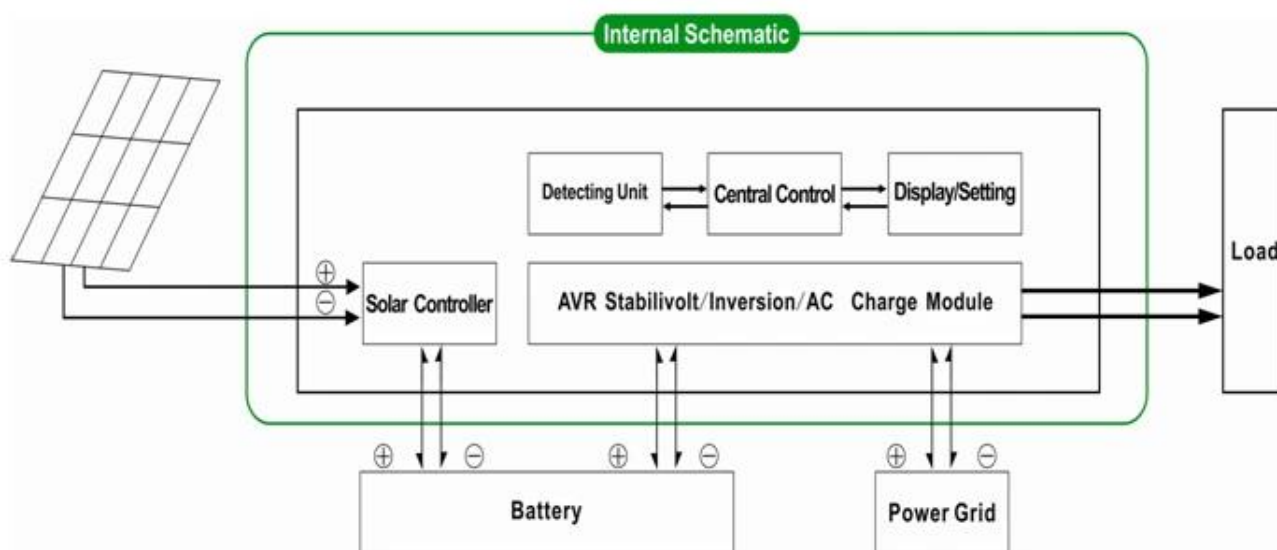 Internal Schematic
Detecting Unit
Central Control
Display/Setting
Load
⊕
⊖
Solar Controller
AVR Stabilivolt/Inversion/AC Charge Module
⊕ ⊖ ⊕ ⊖ ⊕ ⊖
Battery
Power Grid